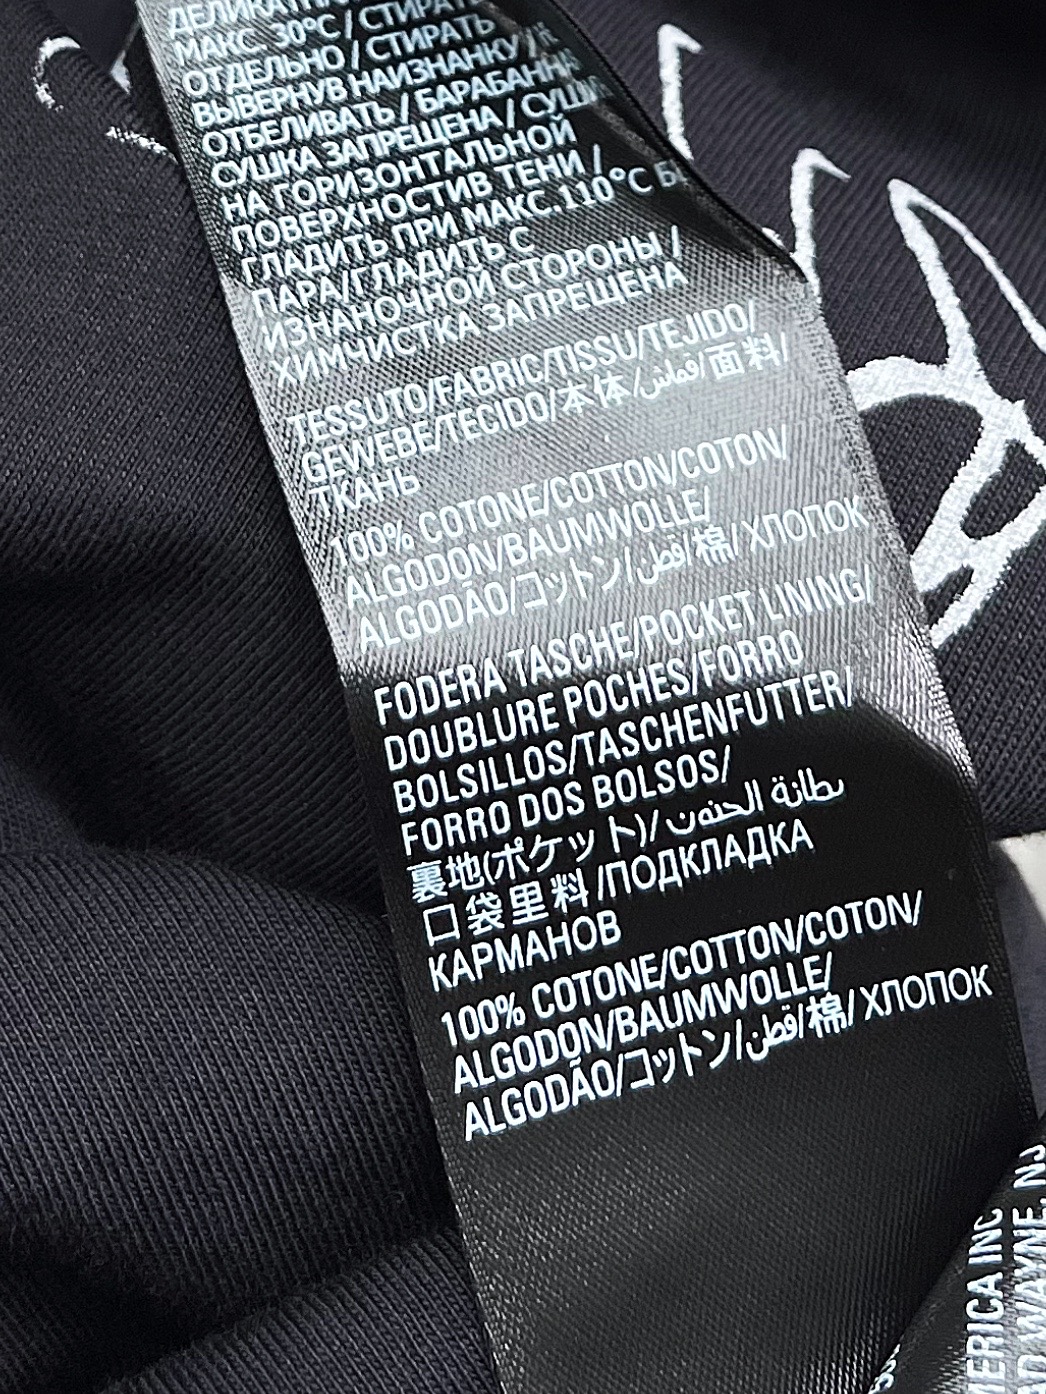 МАКС. 30°C / СТИРАТЬ
ОТДЕЛЬНО / СТИРАТЬ
ВЫВЕРНУВ НАИЗНАНКУ /
ОТБЕЛИВАТЬ / БАРАБАННАЯ
СУШКА ЗАПРЕЩЕНА /
НА ГОРИЗОНТАЛЬНОЙ
ПОВЕРХНОСТИВ ТЕНИ /
ГЛАДИТЬ ПРИ МАКС.110°C
ПАРА/ГЛАДИТЬ С
ИЗНАНОЧНОЙ СТОРОНЫ /
ХИМЧИСТКА ЗАПРЕЩЕНА
TESSUTO/FABRIC/TISSU/TEJIDO/
GEWEBE/TECIDO/本体/قماش/面料/
ТКАНЬ
100% COTONE/COTTON/COTON/
ALGODON/BAUMWOLLE/
ALGODÃO/コットン/قطن/棉/ ХЛОПОК
FODERA TASCHE/POCKET LINING/
DOUBLURE POCHES/FORRO
BOLSILLOS/TASCHENFUTTER/
FORRO DOS BOLSOS/
裏地(ポケット)/بطانة
口袋里料/ПОДКЛАДКА
КАРМАНОВ
100% COTONE/COTTON/COTON/
ALGODON/BAUMWOLLE/
ALGODÃO/コットン/قطن/棉/ ХЛОПОК
INC
WAYNE, NJ